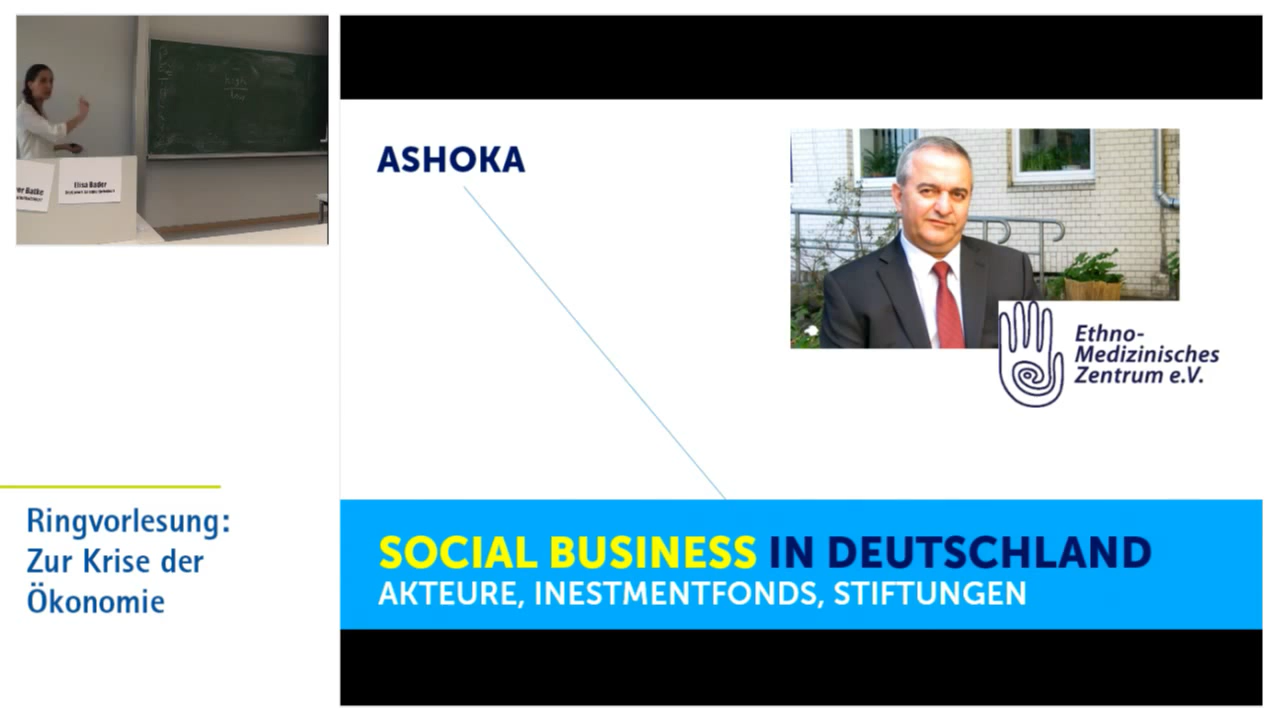 Elisa Bader
ASHOKA
Ethno-
Medizinisches
Zentrum e.V.
Ringvorlesung:
Zur Krise der
Ökonomie
SOCIAL BUSINESS IN DEUTSCHLAND
AKTEURE, INESTMENTFONDS, STIFTUNGEN